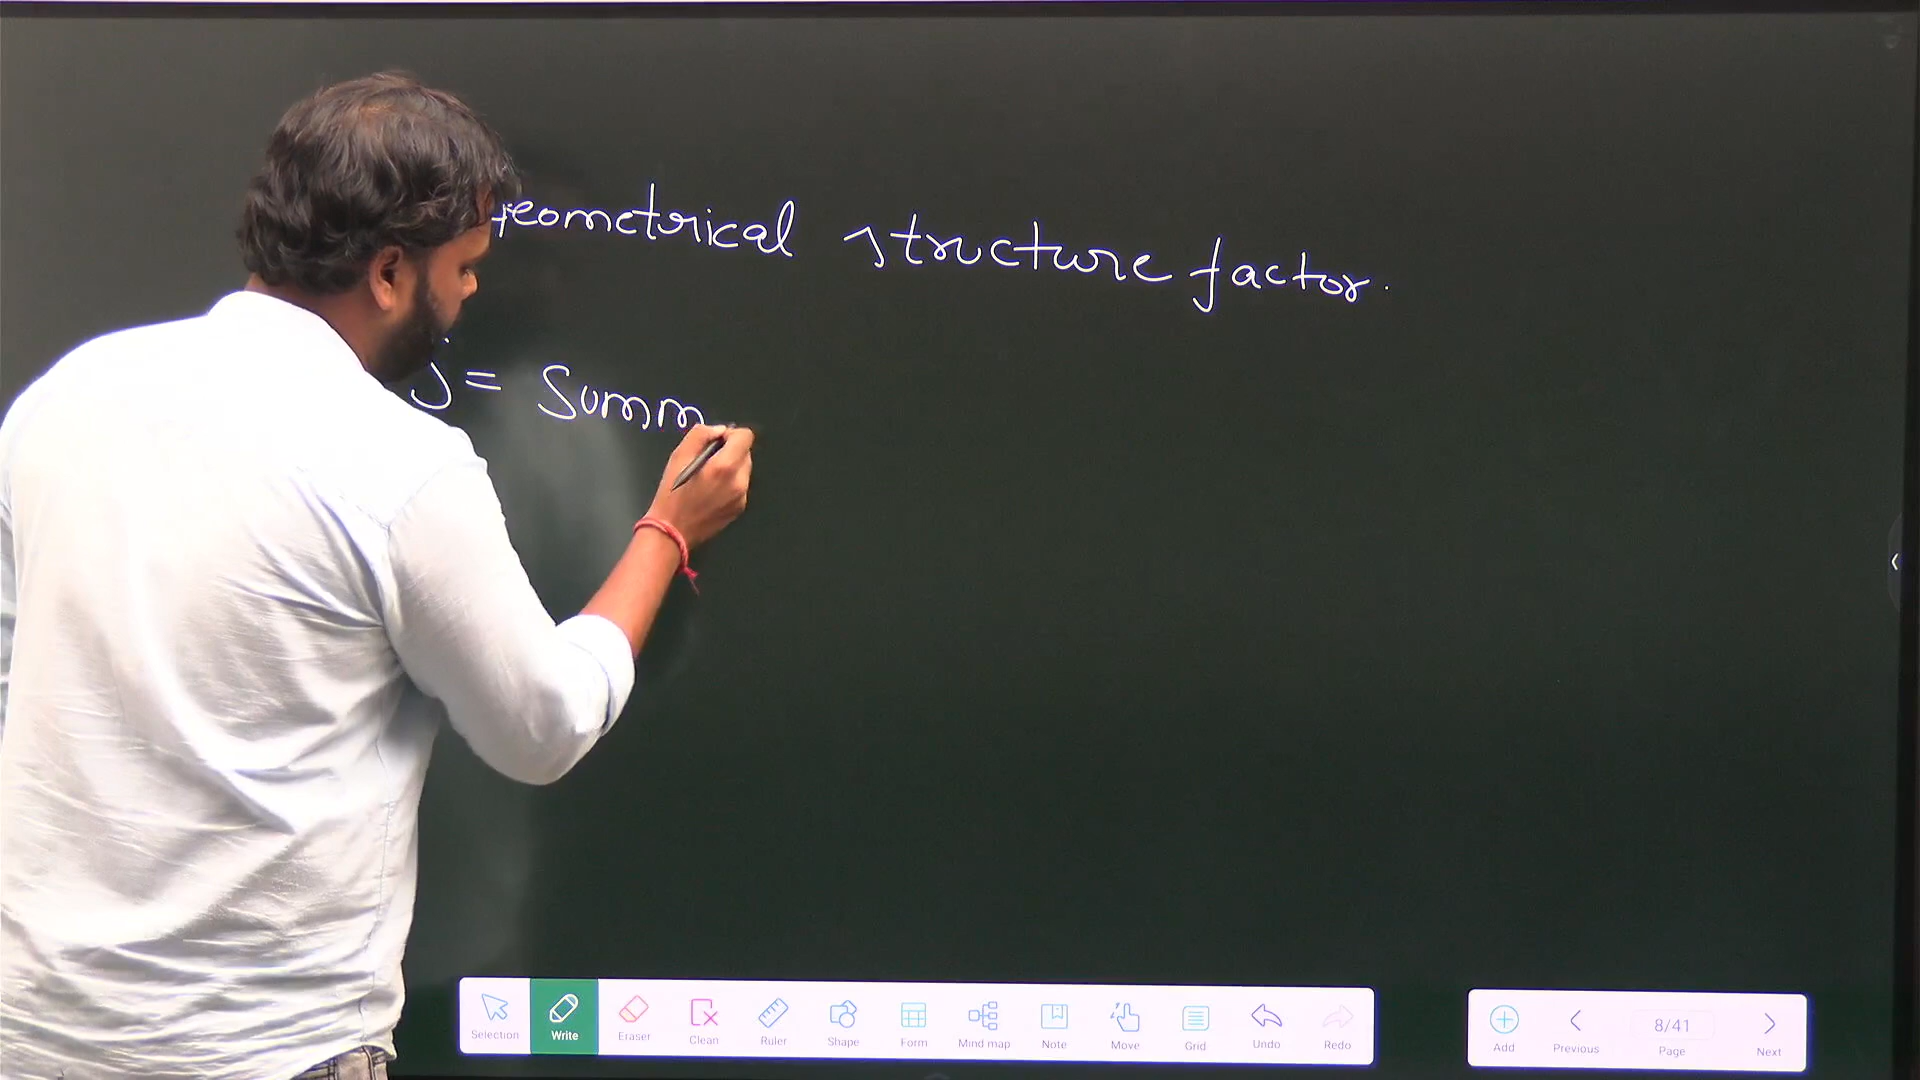 geometrical structure factor.
j = Summ
Selection
Write
Eraser
Clean
Ruler
Shape
Form
Mind map
Note
Move
Grid
Undo
Redo
Add
Previous
8/41
Page
Next